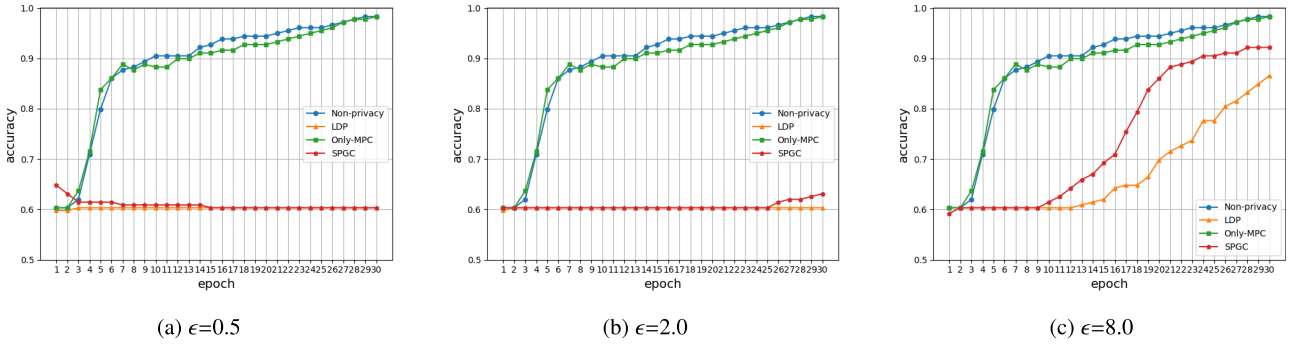 1.0
0.9
0.8
0.7
0.6
0.5
accuracy
Non-privacy
LDP
Only-MPC
SPGC
1 2 3 4 5 6 7 8 9 10 11 12 13 14 15 16 17 18 19 20 21 22 23 24 25 26 27 28 29 30
epoch
(a) ϵ=0.5
1.0
0.9
0.8
0.7
0.6
0.5
accuracy
Non-privacy
LDP
Only-MPC
SPGC
1 2 3 4 5 6 7 8 9 10 11 12 13 14 15 16 17 18 19 20 21 22 23 24 25 26 27 28 29 30
epoch
(b) ϵ=2.0
1.0
0.9
0.8
0.7
0.6
0.5
accuracy
Non-privacy
LDP
Only-MPC
SPGC
1 2 3 4 5 6 7 8 9 10 11 12 13 14 15 16 17 18 19 20 21 22 23 24 25 26 27 28 29 30
epoch
(c) ϵ=8.0